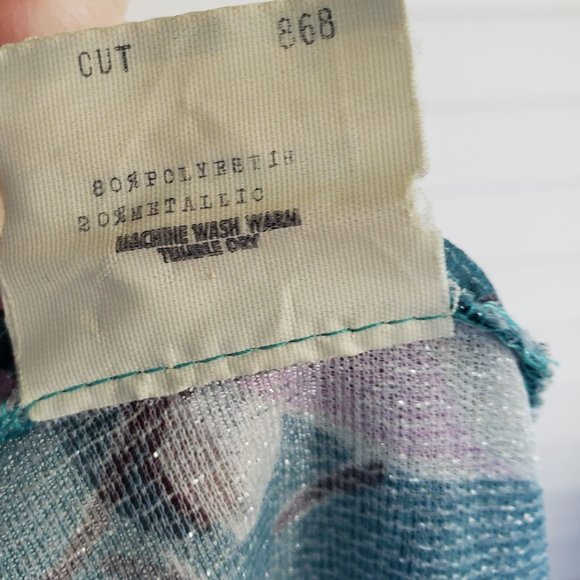 CUT 868
80%POLYESTER
20%METALLIC
MACHINE WASH WARM
TUMBLE DRY